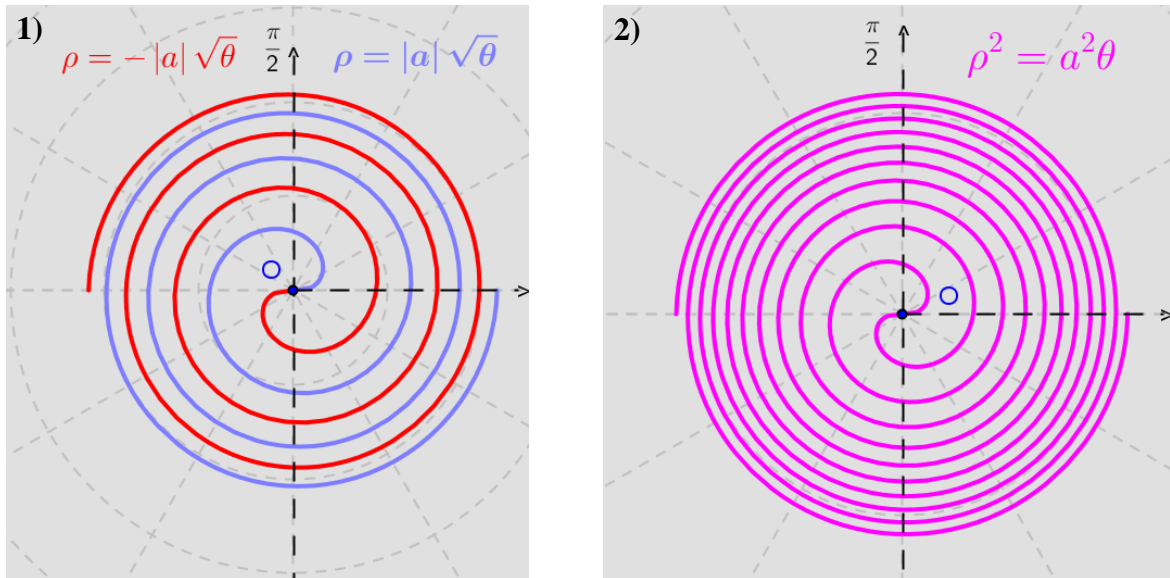 1)
ρ = − |a| √θ
π/2
ρ = |a| √θ
O
2)
π/2
ρ² = a²θ
O